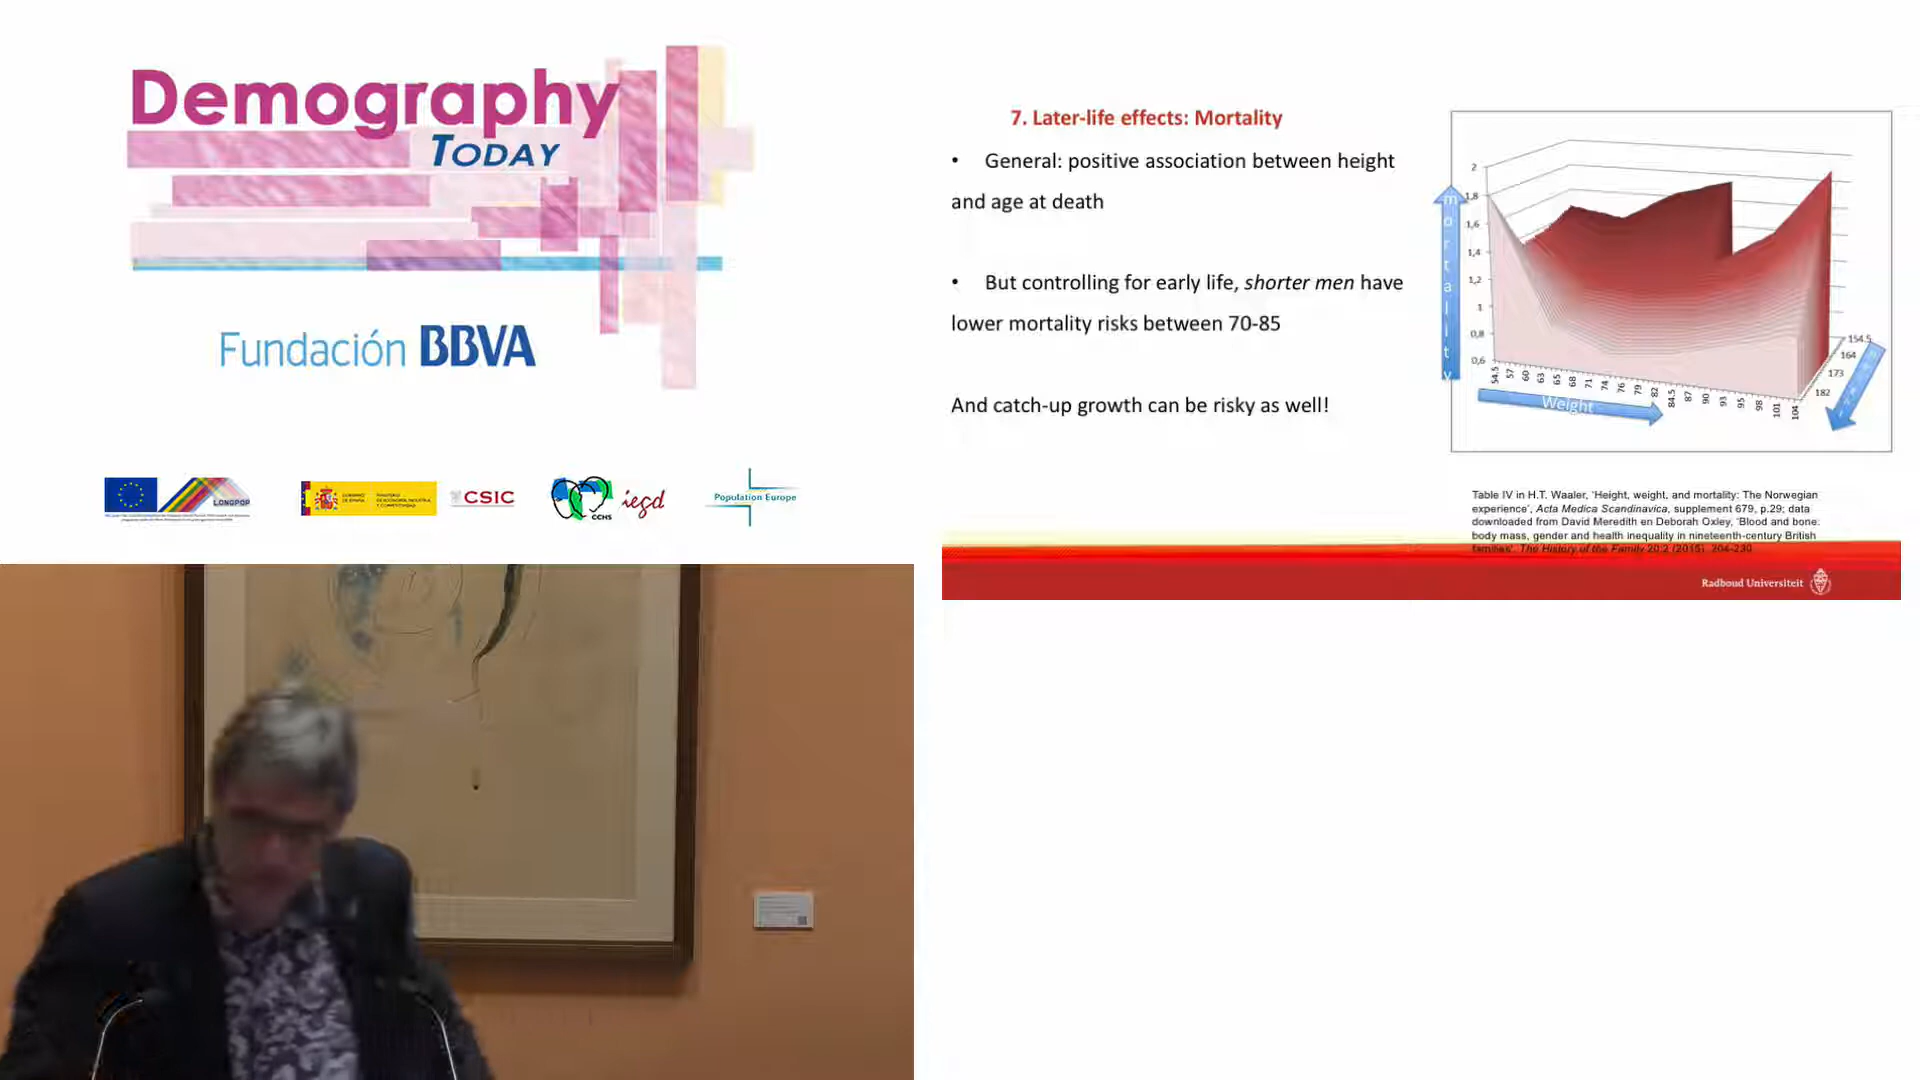 Demography
TODAY
Fundación BBVA
LONGPOP
CSIC
CCHS
iegd
Population Europe
7. Later-life effects: Mortality
• General: positive association between height
and age at death
• But controlling for early life, shorter men have
lower mortality risks between 70-85
And catch-up growth can be risky as well!
mortality
2
1,8
1,6
1,4
1,2
1
0,8
0,6
54.5 57 60 63 65 68 71 74 76 79 82 84.5 87 90 93 95 98 101 104
154.5
164
173
182
Weight
Table IV in H.T. Waaler, 'Height, weight, and mortality: The Norwegian
experience', Acta Medica Scandinavica, supplement 679, p.29; data
downloaded from David Meredith en Deborah Oxley, 'Blood and bone:
body mass, gender and health inequality in nineteenth-century British
families'. The History of the Family 20:2 (2015), 204-230
Radboud Universiteit